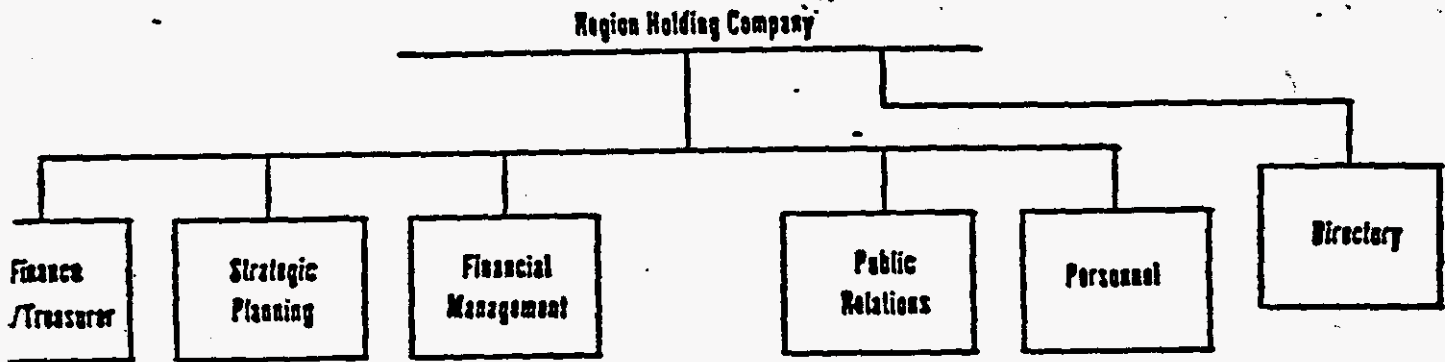 Region Holding Company
Finance
/Treasurer
Strategic
Planning
Financial
Management
Public
Relations
Personnel
Directory